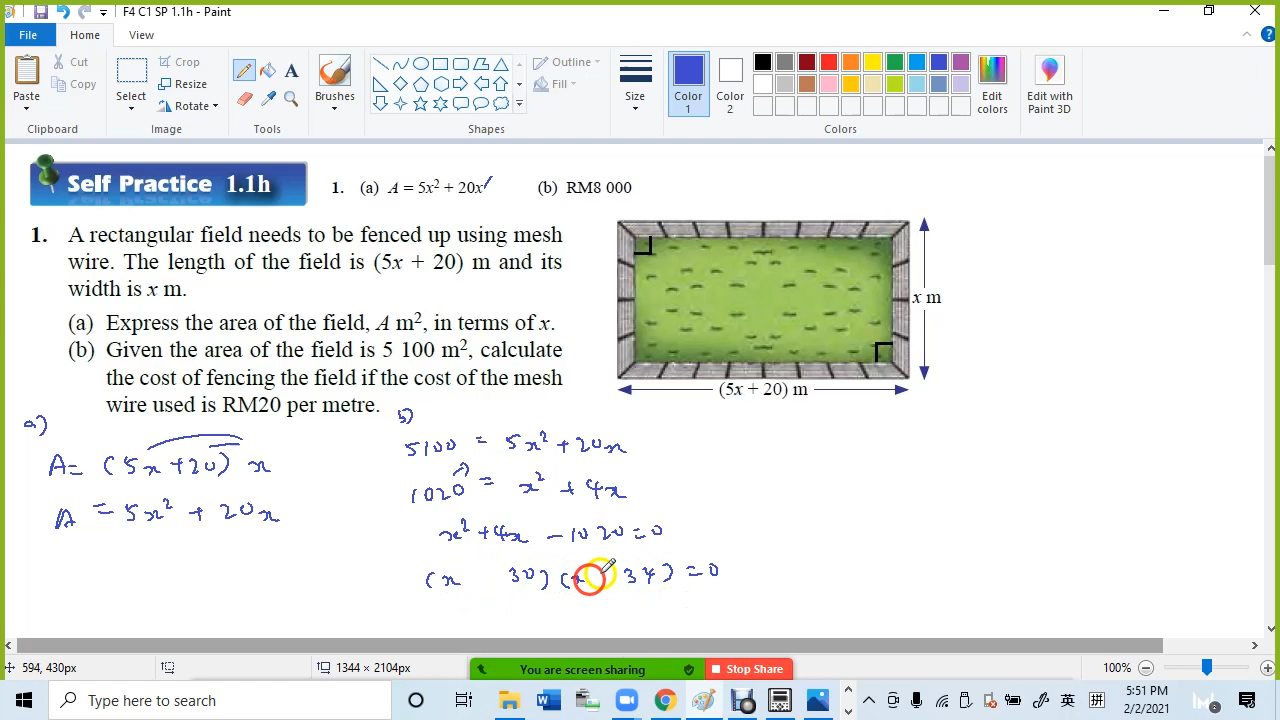 F4 C1 SP 1.1h - Paint
File Home View
Paste
Cut
Copy
Clipboard
Select
Crop
Resize
Rotate
Image
A
Tools
Brushes
Outline
Fill
Shapes
Size
Color 1
Color 2
Edit colors
Colors
Edit with Paint 3D
Self Practice 1.1h
1. (a) A = 5x² + 20x (b) RM8 000
1. A rectangular field needs to be fenced up using mesh
wire. The length of the field is (5x + 20) m and its
width is x m.
(a) Express the area of the field, A m², in terms of x.
(b) Given the area of the field is 5 100 m², calculate
the cost of fencing the field if the cost of the mesh
wire used is RM20 per metre.
x m
(5x + 20) m
a)
A= (5x+20) x
A = 5x² + 20x
b)
5100 = 5x²+20x
1020 = x² + 4x
x²+4x -1020=0
(x 30)(x 34) =0
594, 430px
1344 × 2104px
100%
You are screen sharing
Stop Share
Type here to search
英
拼
5:51 PM
2/2/2021
2